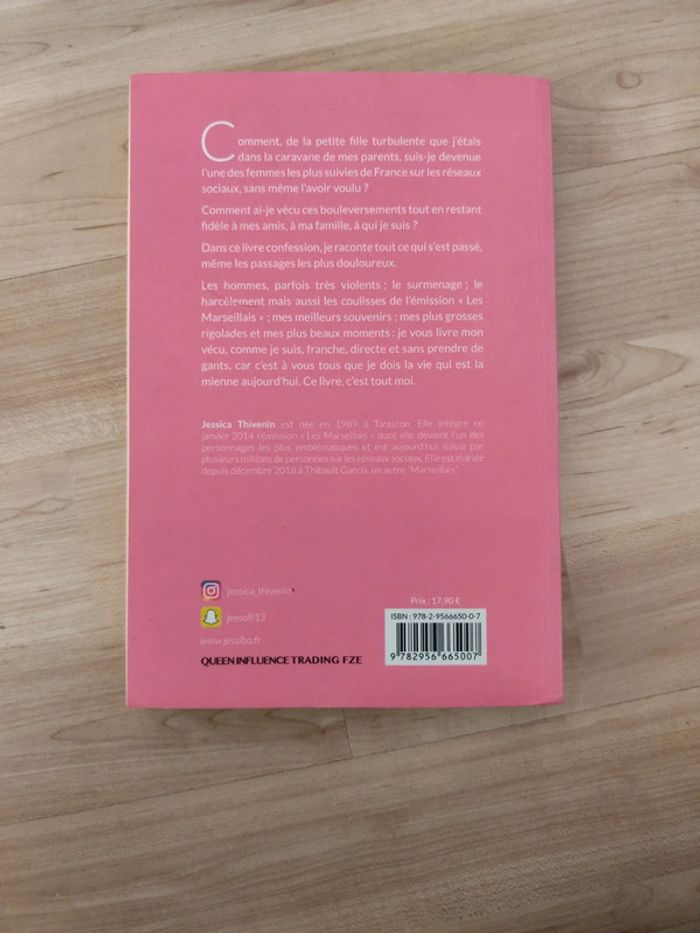 Comment, de la petite fille turbulente que j'étais
dans la caravane de mes parents, suis-je devenue
l'une des femmes les plus suivies de France sur les réseaux
sociaux, sans même l'avoir voulu ?
Comment ai-je vécu ces bouleversements tout en restant
fidèle à mes amis, à ma famille, à qui je suis ?
Dans ce livre confession, je raconte tout ce qui s'est passé,
même les passages les plus douloureux.
Les hommes, parfois très violents ; le surmenage ; le
harcèlement mais aussi les coulisses de l'émission « Les
Marseillais » ; mes meilleurs souvenirs ; mes plus grosses
rigolades et mes plus beaux moments : je vous livre mon
vécu, comme je suis, franche, directe et sans prendre de
gants, car c'est à vous tous que je dois la vie qui est la
mienne aujourd'hui. Ce livre, c'est tout moi.
Jessica Thivenin est née en 1989 à Tarascon. Elle intègre en
janvier 2014 l'émission « Les Marseillais » dont elle devient l'un des
personnages les plus emblématiques et est aujourd'hui suivie par
plusieurs millions de personnes sur les réseaux sociaux. Elle est mariée
depuis décembre 2018 à Thibault Garcia, un autre "Marseillais".
jessica_thivenin
jessoff13
www.jessibo.fr
QUEEN INFLUENCE TRADING FZE
Prix : 17,90 €
ISBN : 978-2-9566650-0-7
9 782956 665007